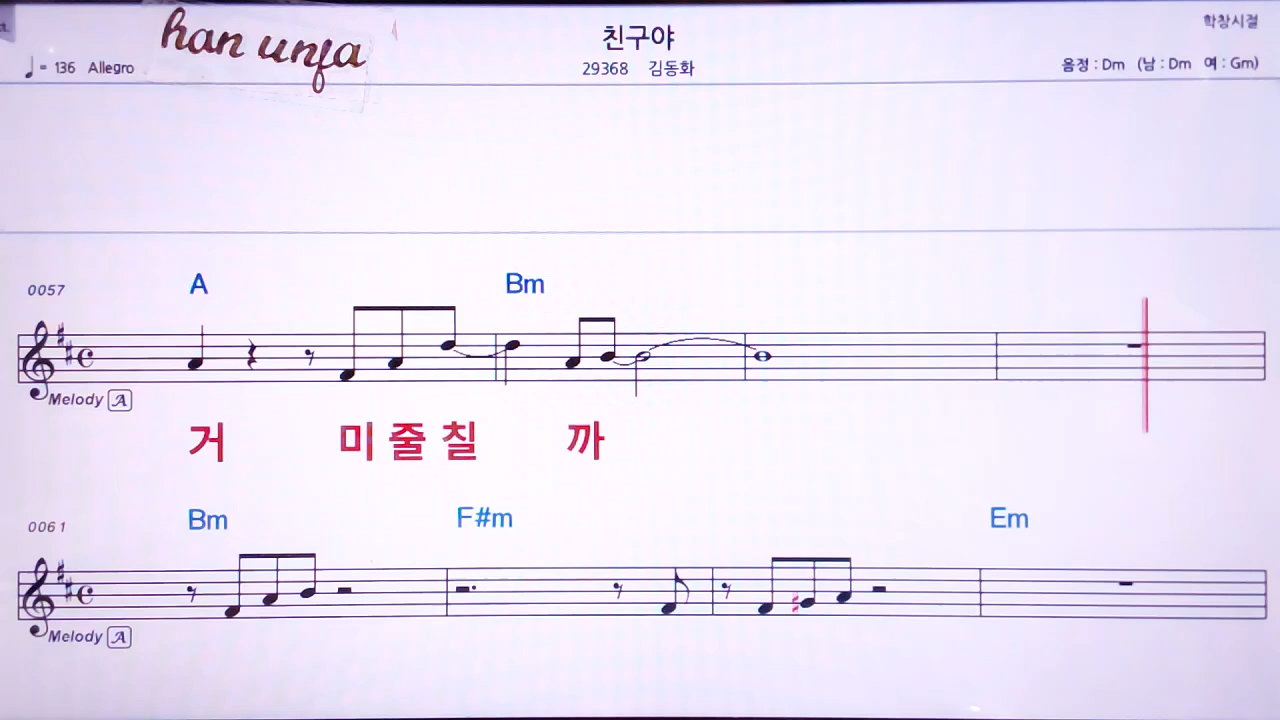 han unfa
친구야
학창시절
♩ = 136 Allegro
29368 김동화
음정 : Dm (남 : Dm 여 : Gm)
0057
A Bm
Melody A
거 미 줄 칠 까
0061
Bm F#m Em
Melody A